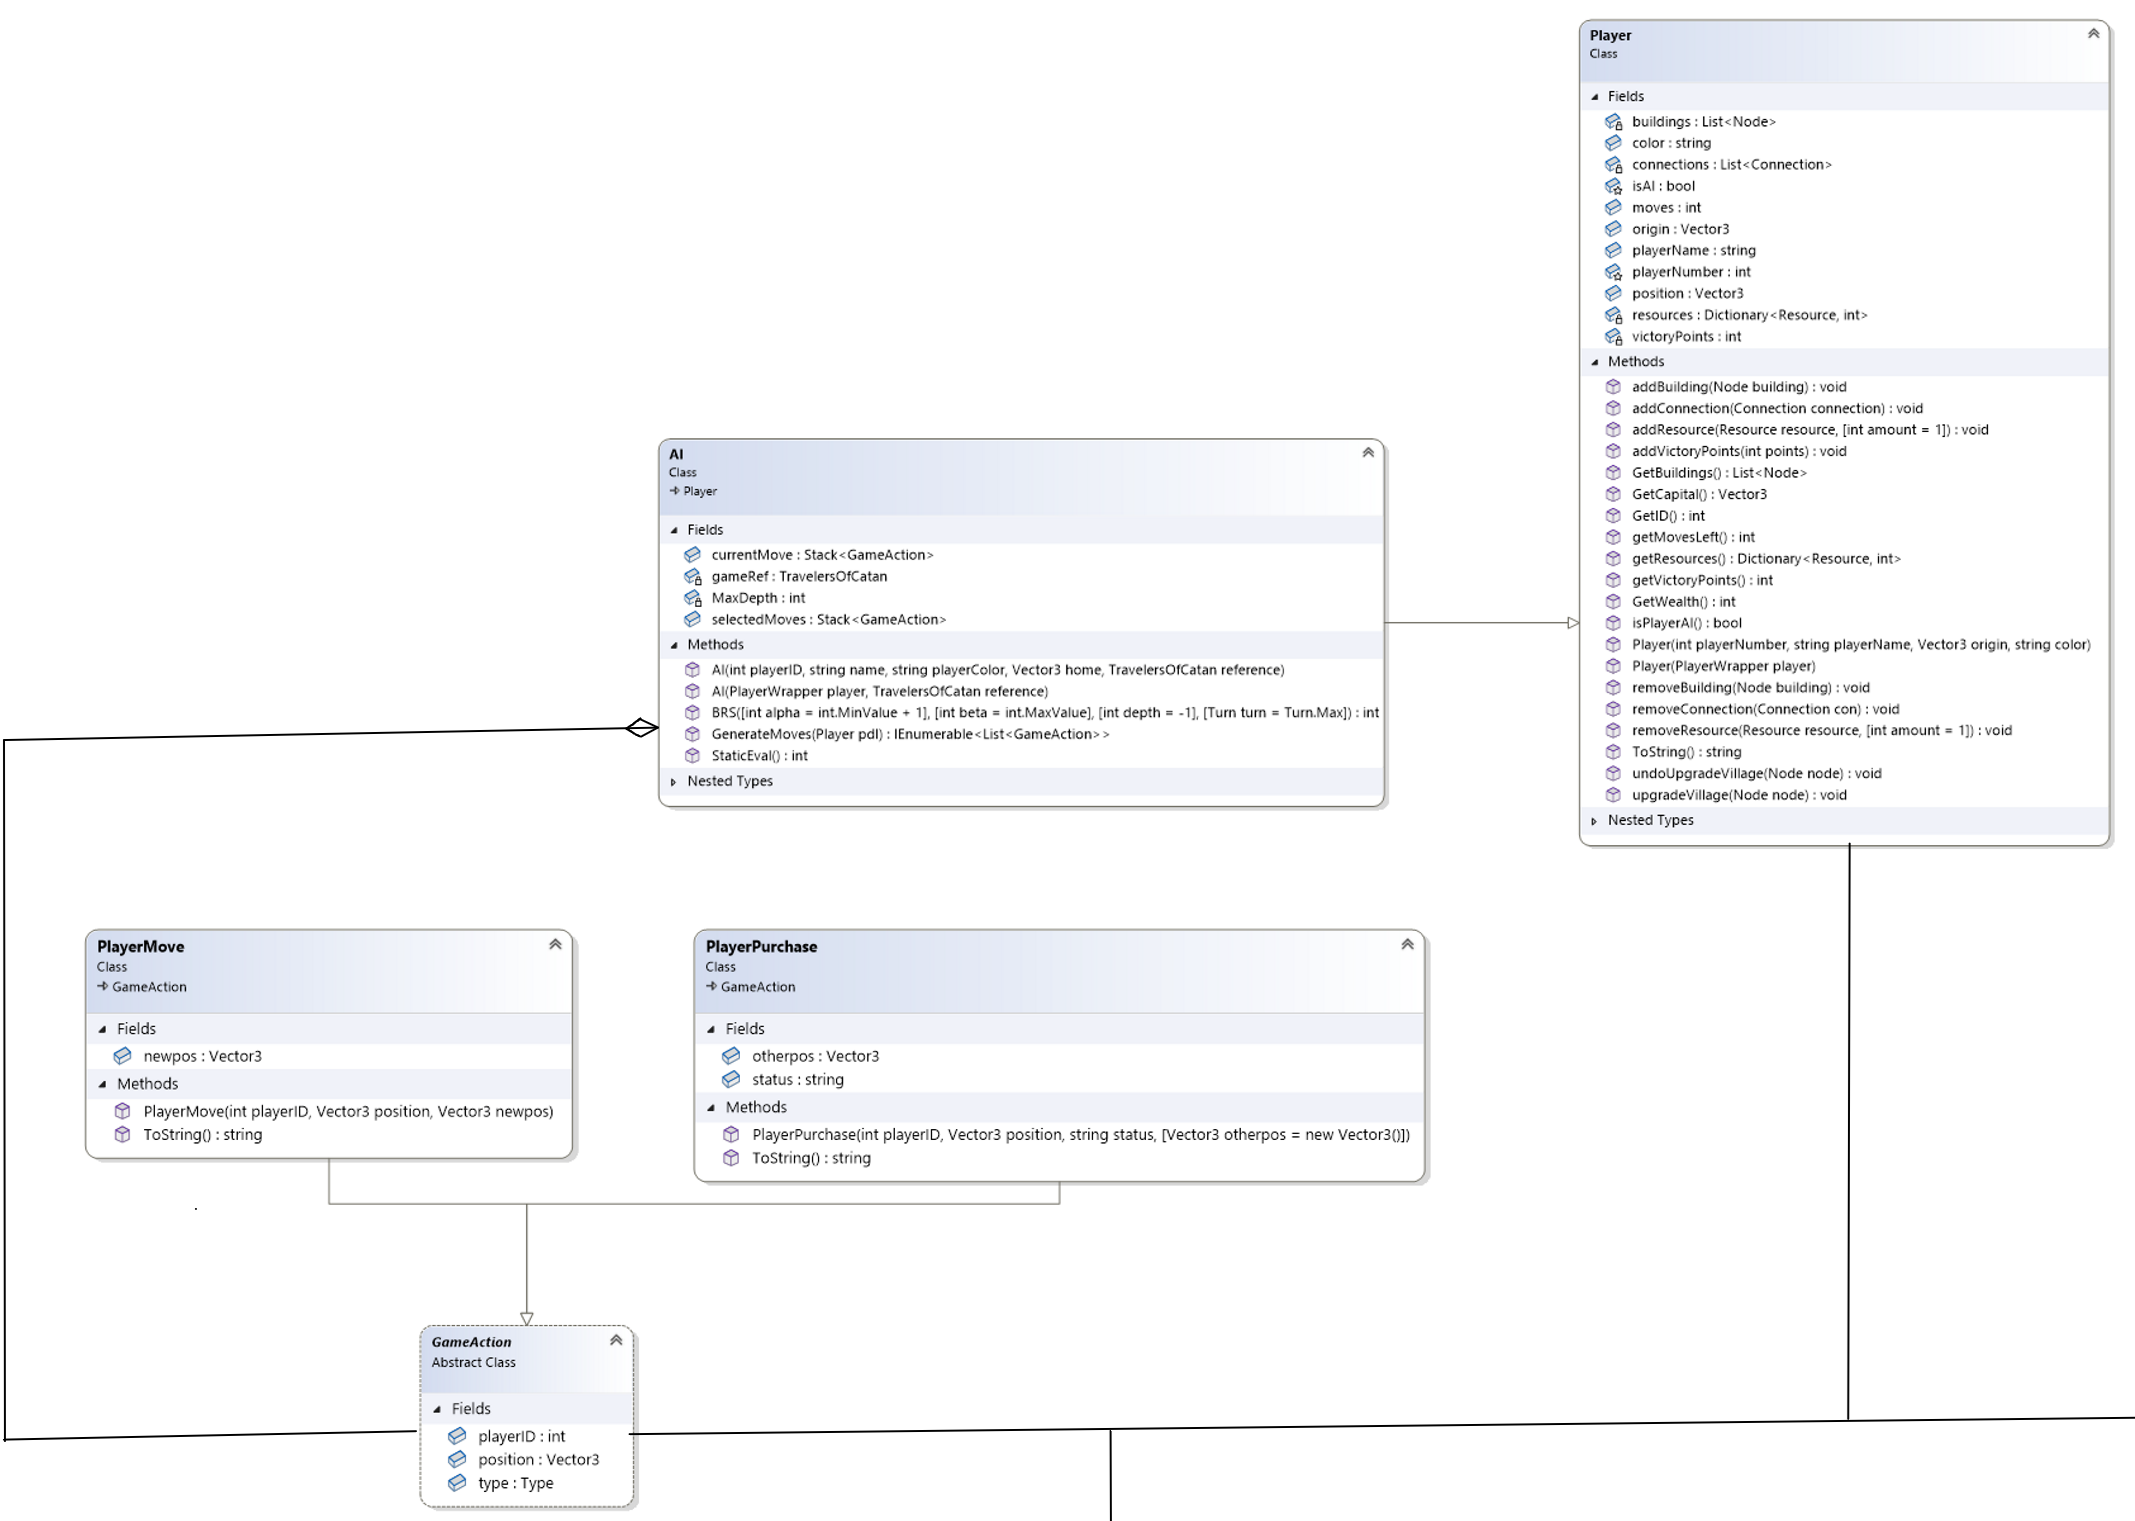 Player
Class
Fields
buildings : List<Node>
color : string
connections : List<Connection>
isAI : bool
moves : int
origin : Vector3
playerName : string
playerNumber : int
position : Vector3
resources : Dictionary<Resource, int>
victoryPoints : int
Methods
addBuilding(Node building) : void
addConnection(Connection connection) : void
addResource(Resource resource, [int amount = 1]) : void
addVictoryPoints(int points) : void
GetBuildings() : List<Node>
GetCapital() : Vector3
GetID() : int
getMovesLeft() : int
getResources() : Dictionary<Resource, int>
getVictoryPoints() : int
GetWealth() : int
isPlayerAI() : bool
Player(int playerNumber, string playerName, Vector3 origin, string color)
Player(PlayerWrapper player)
removeBuilding(Node building) : void
removeConnection(Connection con) : void
removeResource(Resource resource, [int amount = 1]) : void
ToString() : string
undoUpgradeVillage(Node node) : void
upgradeVillage(Node node) : void
Nested Types
AI
Class
Player
Fields
currentMove : Stack<GameAction>
gameRef : TravelersOfCatan
MaxDepth : int
selectedMoves : Stack<GameAction>
Methods
AI(int playerID, string name, string playerColor, Vector3 home, TravelersOfCatan reference)
AI(PlayerWrapper player, TravelersOfCatan reference)
BRS([int alpha = int.MinValue + 1], [int beta = int.MaxValue], [int depth = -1], [Turn turn = Turn.Max]) : int
GenerateMoves(Player pdl) : IEnumerable<List<GameAction>>
StaticEval() : int
Nested Types
PlayerMove
Class
GameAction
Fields
newpos : Vector3
Methods
PlayerMove(int playerID, Vector3 position, Vector3 newpos)
ToString() : string
PlayerPurchase
Class
GameAction
Fields
otherpos : Vector3
status : string
Methods
PlayerPurchase(int playerID, Vector3 position, string status, [Vector3 otherpos = new Vector3()])
ToString() : string
GameAction
Abstract Class
Fields
playerID : int
position : Vector3
type : Type